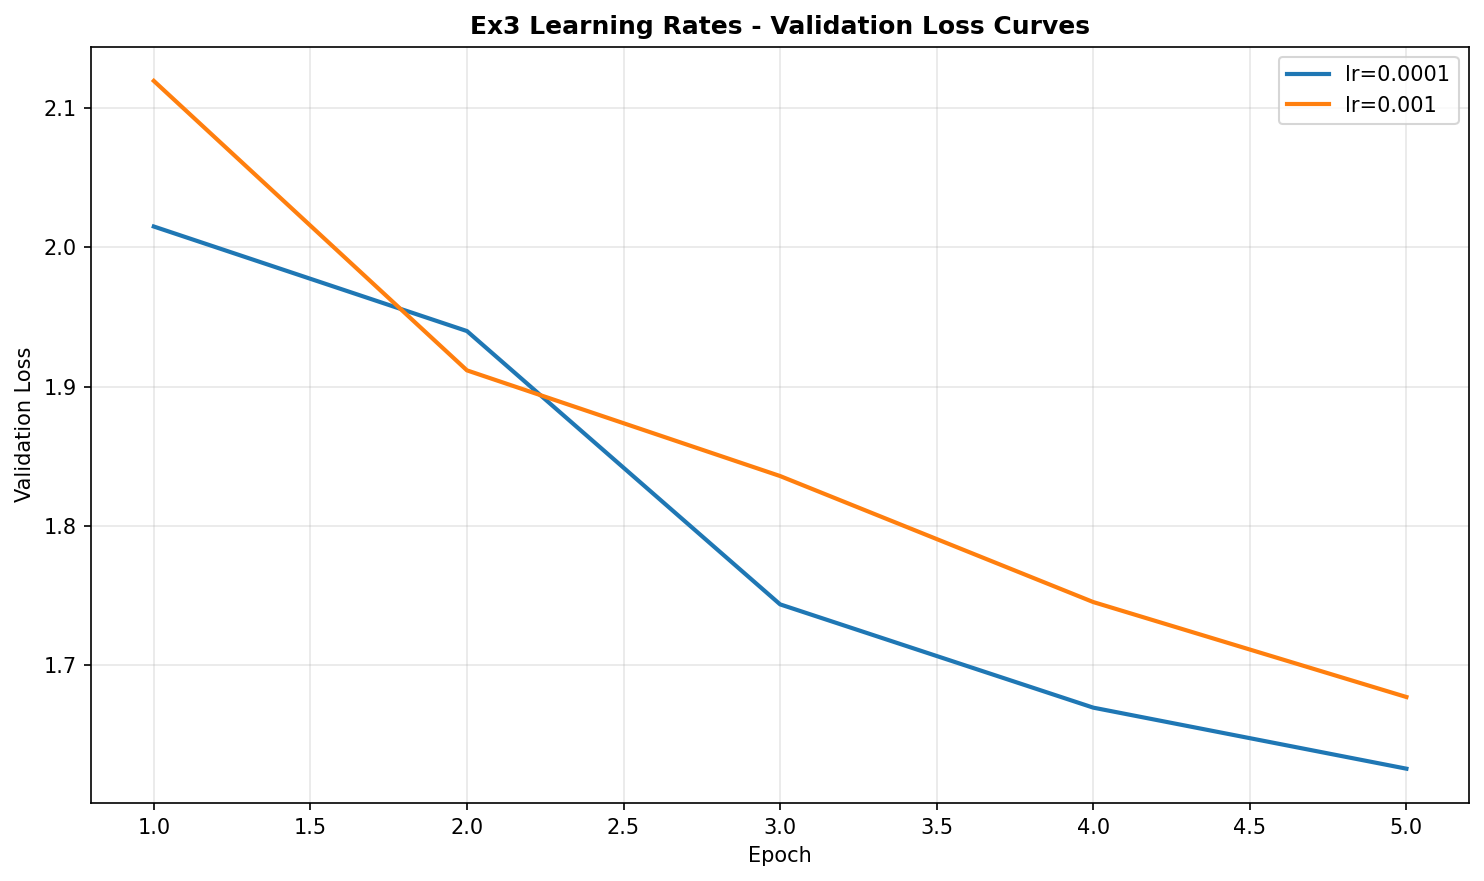 Ex3 Learning Rates - Validation Loss Curves
lr=0.0001
lr=0.001
Validation Loss
2.1
2.0
1.9
1.8
1.7
1.0 1.5 2.0 2.5 3.0 3.5 4.0 4.5 5.0
Epoch